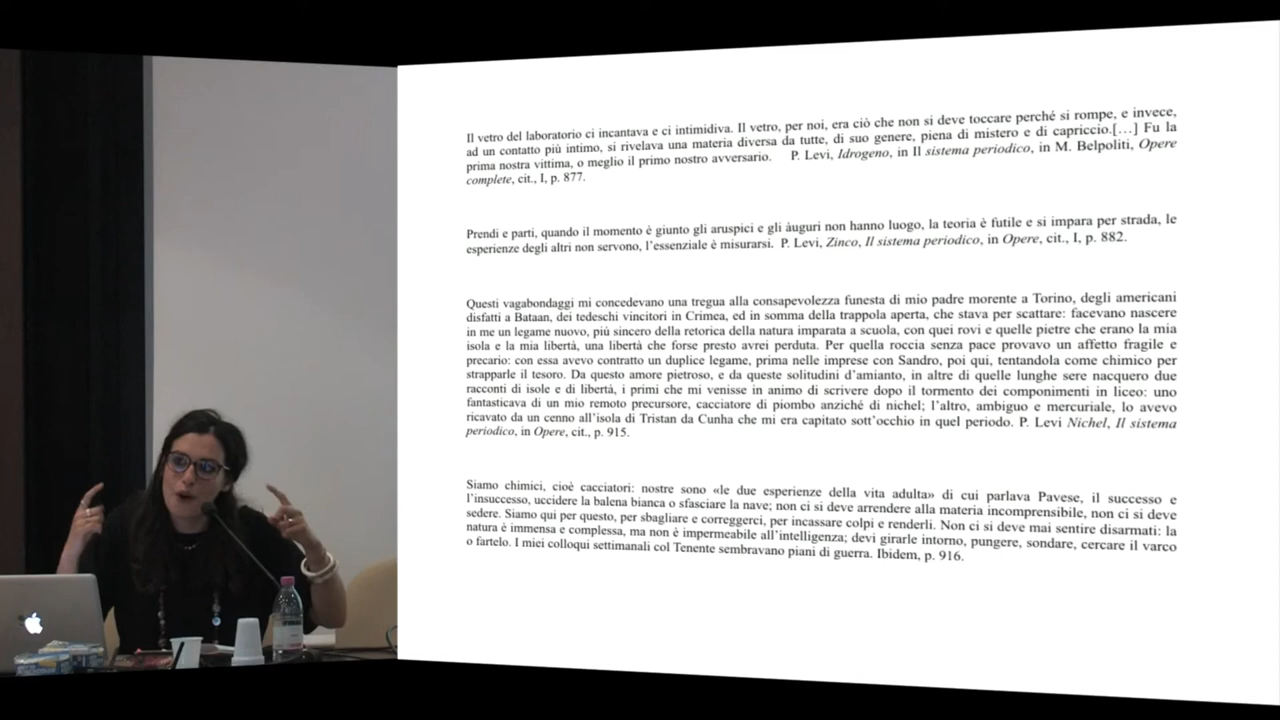 Il vetro del laboratorio ci incantava e ci intimidiva. Il vetro, per noi, era ciò che non si deve toccare perché si rompe, e invece,
ad un contatto più intimo, si rivelava una materia diversa da tutte, di suo genere, piena di mistero e di capriccio.[…] Fu la
prima nostra vittima, o meglio il primo nostro avversario. P. Levi, Idrogeno, in Il sistema periodico, in M. Belpoliti, Opere
complete, cit., I, p. 877.
Prendi e parti, quando il momento è giunto gli aruspici e gli àuguri non hanno luogo, la teoria è futile e si impara per strada, le
esperienze degli altri non servono, l’essenziale è misurarsi. P. Levi, Zinco, Il sistema periodico, in Opere, cit., I, p. 882.
Questi vagabondaggi mi concedevano una tregua alla consapevolezza funesta di mio padre morente a Torino, degli americani
disfatti a Bataan, dei tedeschi vincitori in Crimea, ed in somma della trappola aperta, che stava per scattare: facevano nascere
in me un legame nuovo, più sincero della retorica della natura imparata a scuola, con quei rovi e quelle pietre che erano la mia
isola e la mia libertà, una libertà che forse presto avrei perduta. Per quella roccia senza pace provavo un affetto fragile e
precario: con essa avevo contratto un duplice legame, prima nelle imprese con Sandro, poi qui, tentandola come chimico per
strapparle il tesoro. Da questo amore pietroso, e da queste solitudini d’amianto, in altre di quelle lunghe sere nacquero due
racconti di isole e di libertà, i primi che mi venisse in animo di scrivere dopo il tormento dei componimenti in liceo: uno
fantasticava di un mio remoto precursore, cacciatore di piombo anziché di nichel; l’altro, ambiguo e mercuriale, lo avevo
ricavato da un cenno all’isola di Tristan da Cunha che mi era capitato sott’occhio in quel periodo. P. Levi Nichel, Il sistema
periodico, in Opere, cit., p. 915.
Siamo chimici, cioè cacciatori: nostre sono «le due esperienze della vita adulta» di cui parlava Pavese, il successo e
l’insuccesso, uccidere la balena bianca o sfasciare la nave; non ci si deve arrendere alla materia incomprensibile, non ci si deve
sedere. Siamo qui per questo, per sbagliare e correggerci, per incassare colpi e renderli. Non ci si deve mai sentire disarmati: la
natura è immensa e complessa, ma non è impermeabile all’intelligenza; devi girarle intorno, pungere, sondare, cercare il varco
o fartelo. I miei colloqui settimanali col Tenente sembravano piani di guerra. Ibidem, p. 916.